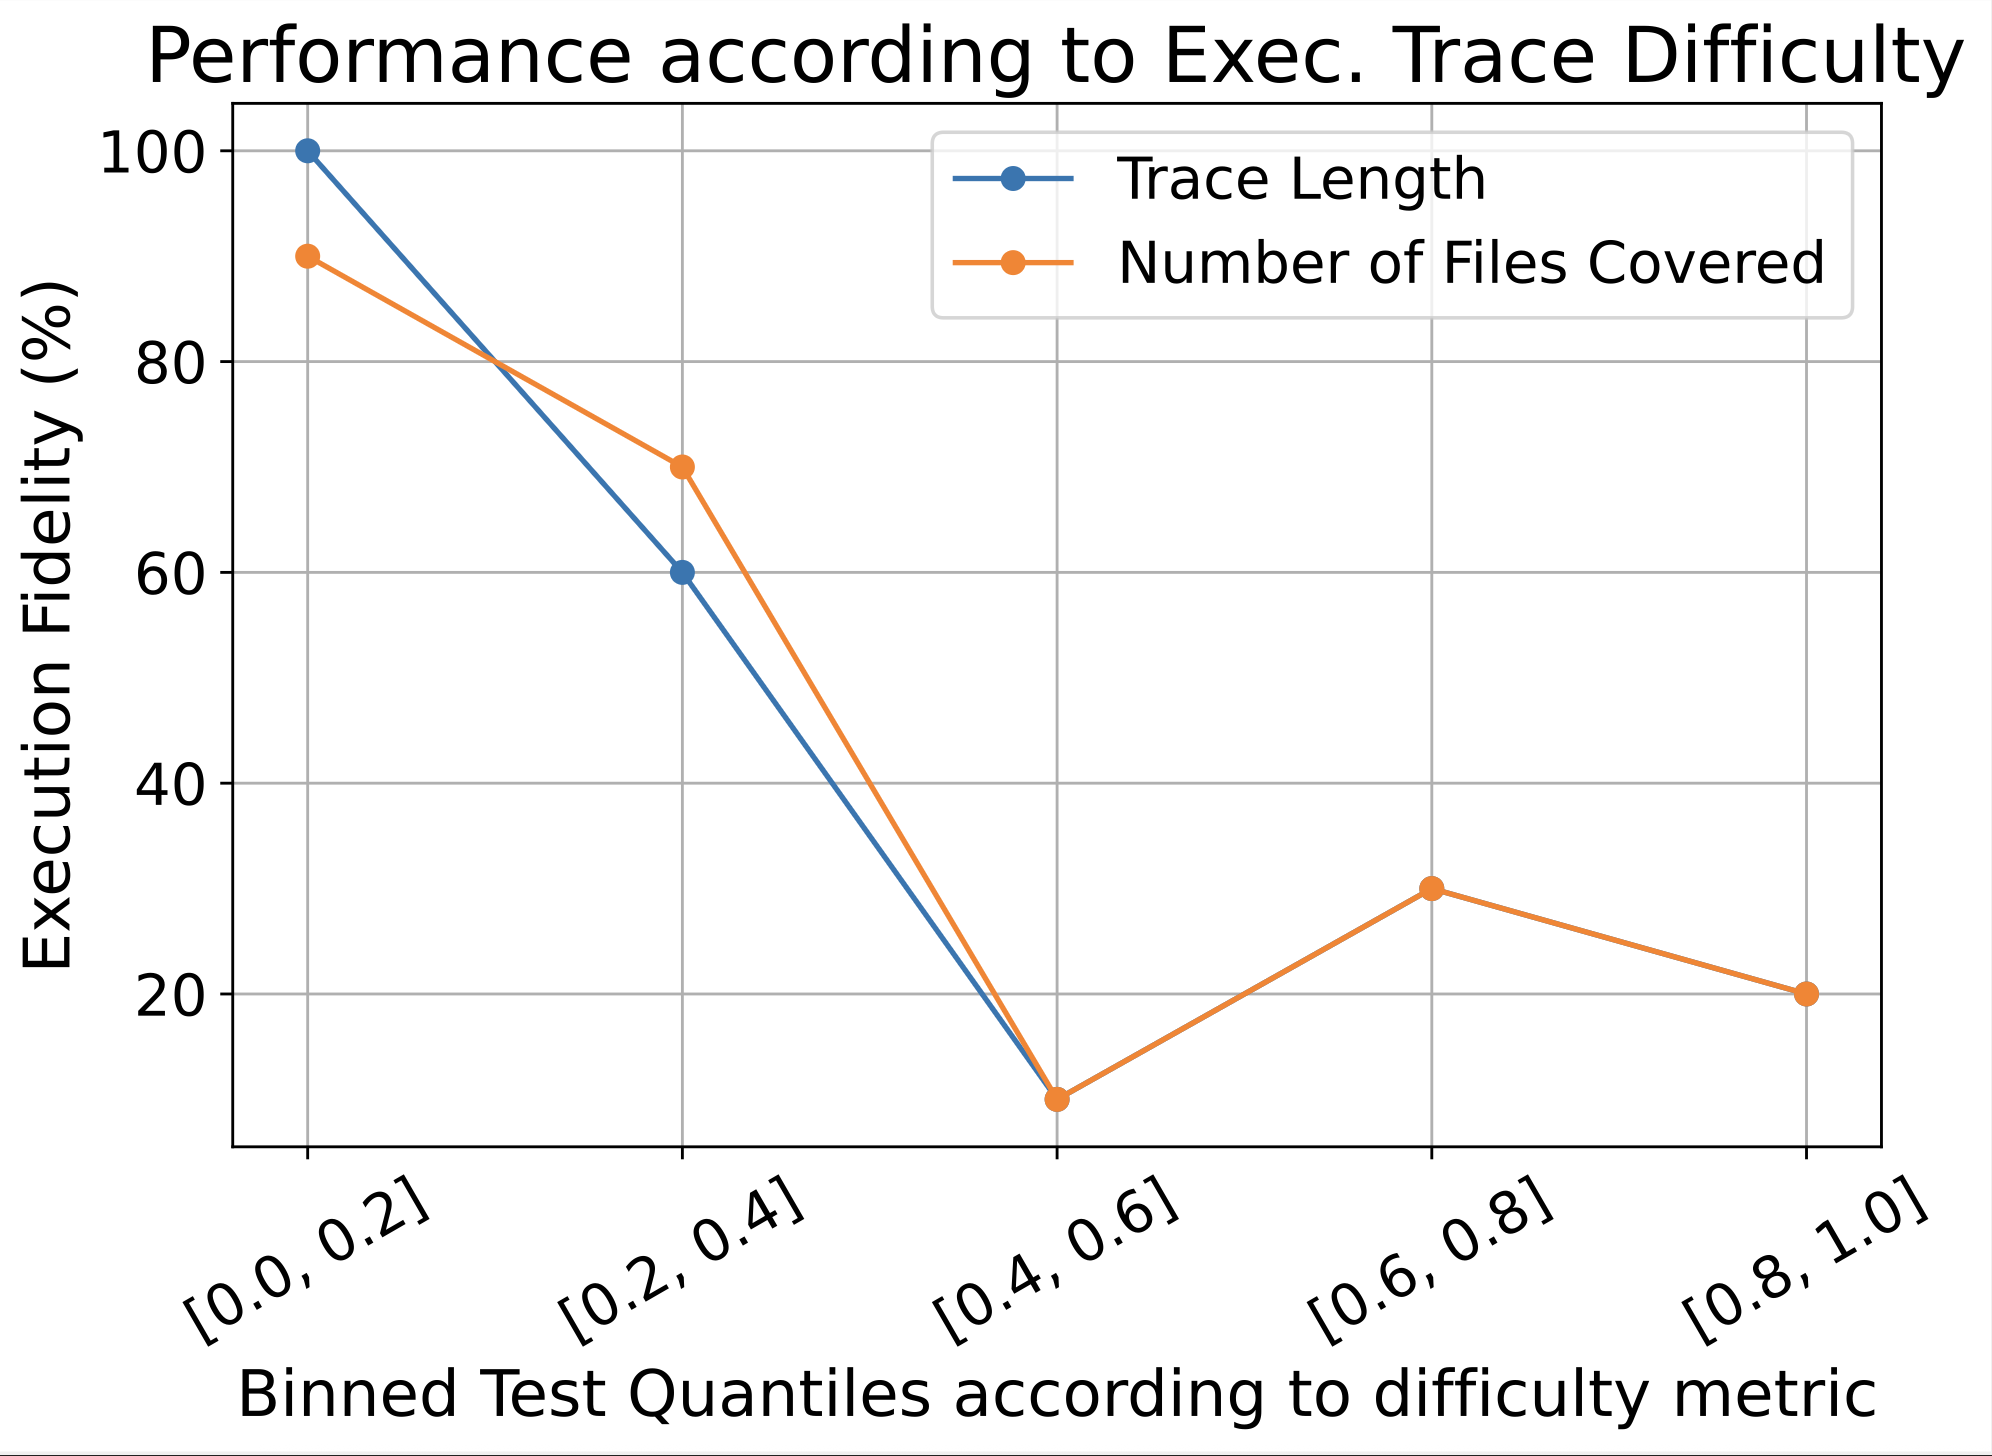 Performance according to Exec. Trace Difficulty
Trace Length
Number of Files Covered
Execution Fidelity (%)
100
80
60
40
20
[0.0, 0.2]
[0.2, 0.4]
[0.4, 0.6]
[0.6, 0.8]
[0.8, 1.0]
Binned Test Quantiles according to difficulty metric